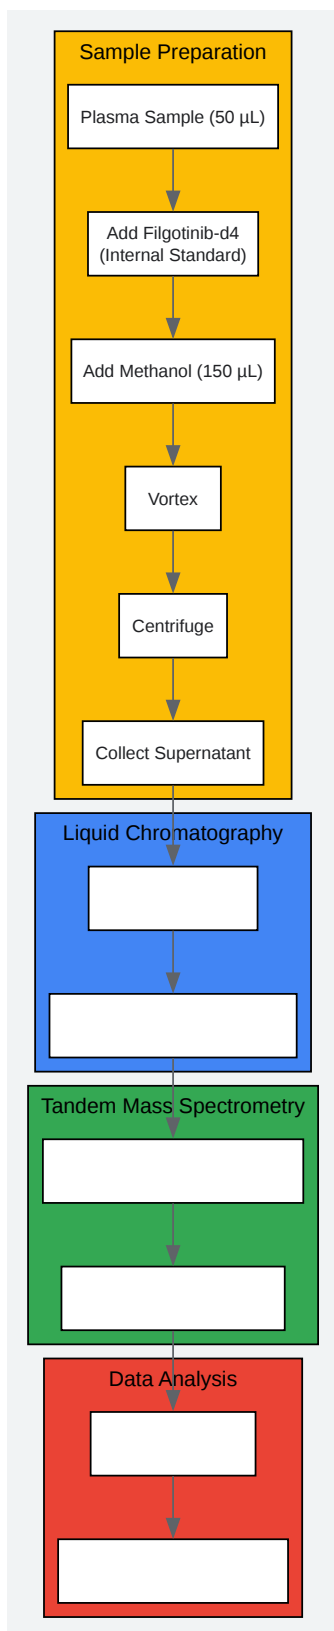 Sample Preparation
Plasma Sample (50 µL)
Add Filgotinib-d4
(Internal Standard)
Add Methanol (150 µL)
Vortex
Centrifuge
Collect Supernatant
Liquid Chromatography
Tandem Mass Spectrometry
Data Analysis